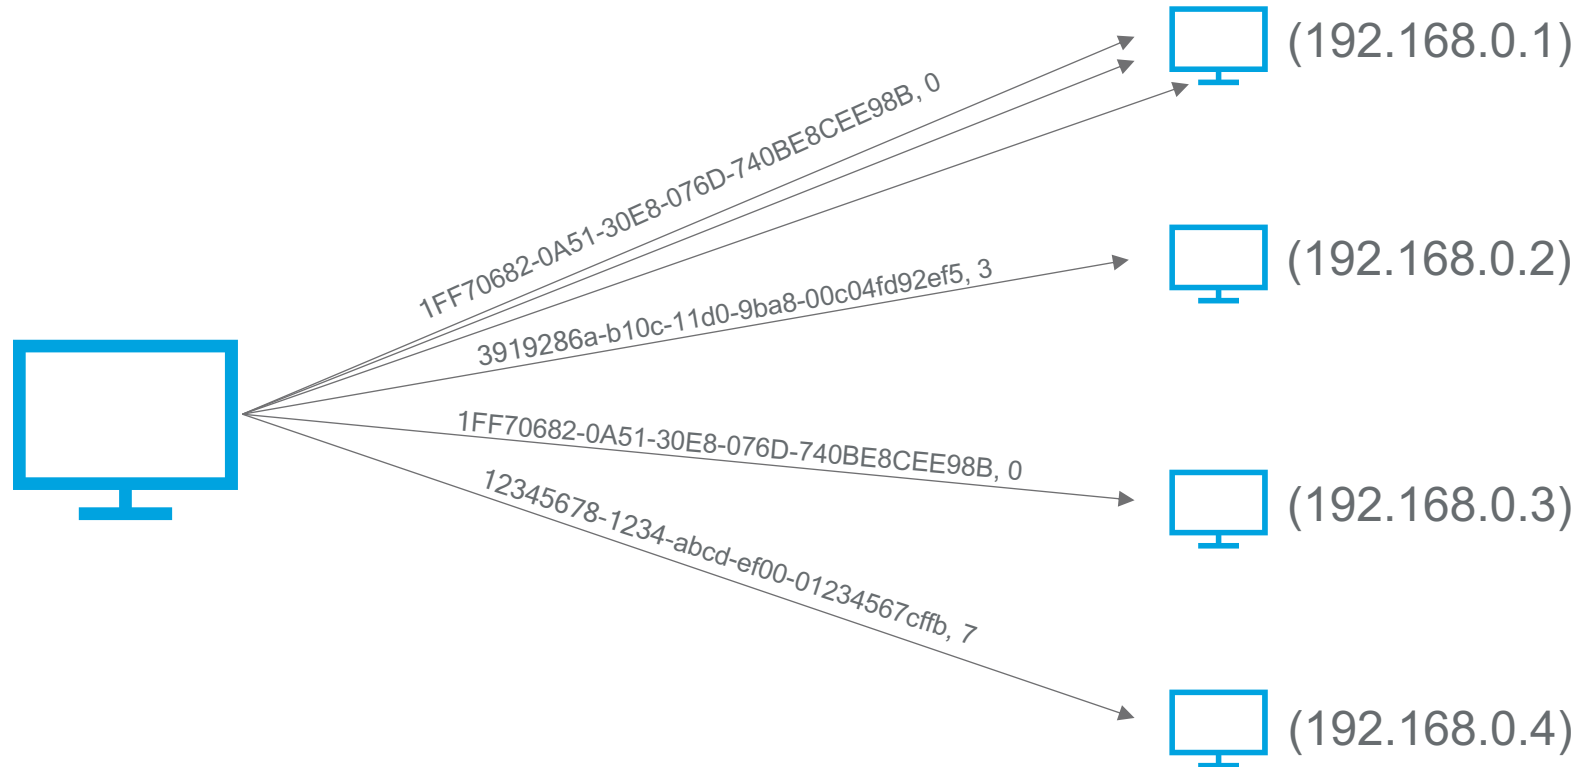 (192.168.0.1)
1FF70682-0A51-30E8-076D-740BE8CEE98B, 0
(192.168.0.2)
3919286a-b10c-11d0-9ba8-00c04fd92ef5, 3
1FF70682-0A51-30E8-076D-740BE8CEE98B, 0
(192.168.0.3)
12345678-1234-abcd-ef00-01234567cffb, 7
(192.168.0.4)